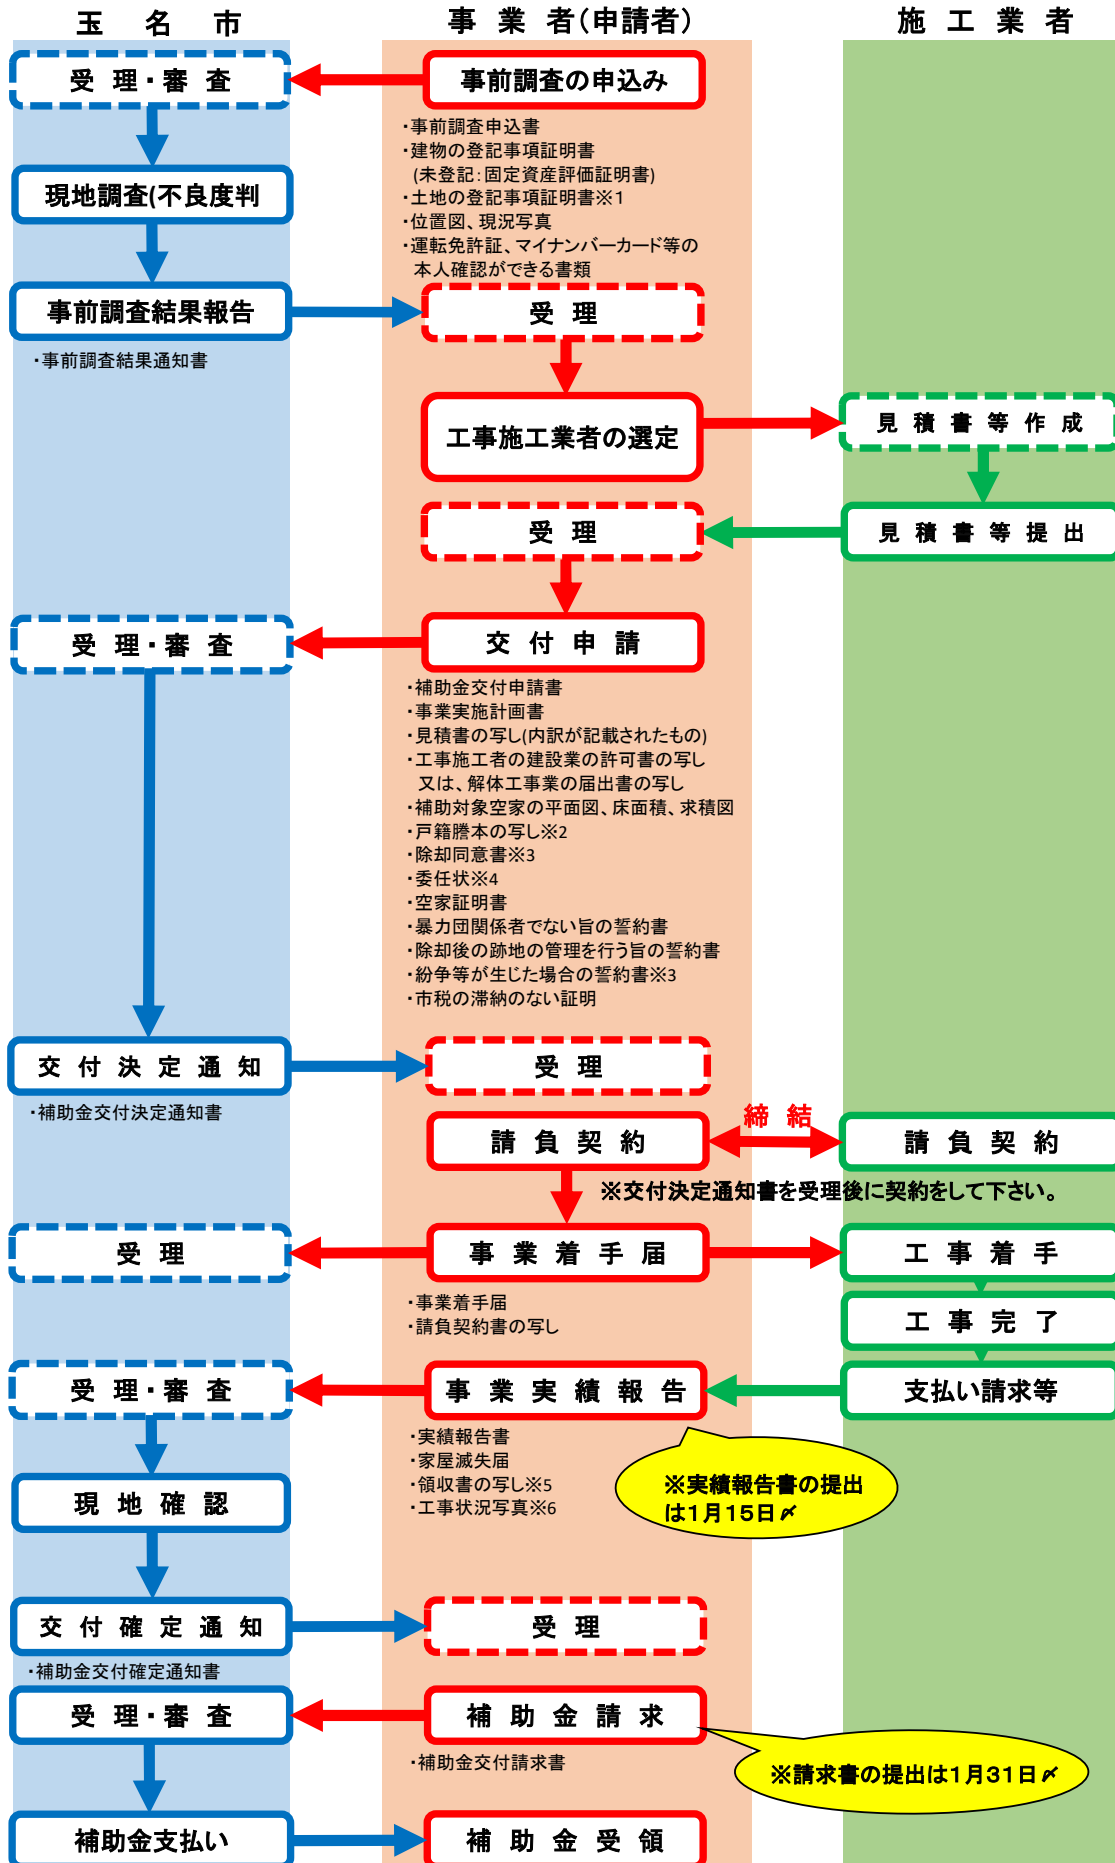 玉名市
事業者(申請者)
施工業者
受理・審査
事前調査の申込み
・事前調査申込書
・建物の登記事項証明書
(未登記：固定資産評価証明書)
・土地の登記事項証明書※1
・位置図、現況写真
・運転免許証、マイナンバーカード等の
本人確認ができる書類
現地調査(不良度判
事前調査結果報告
・事前調査結果通知書
受理
工事施工業者の選定
見積書等作成
見積書等提出
受理
交付申請
受理・審査
・補助金交付申請書
・事業実施計画書
・見積書の写し(内訳が記載されたもの)
・工事施工者の建設業の許可書の写し
又は、解体工事業の届出書の写し
・補助対象空家の平面図、床面積、求積図
・戸籍謄本の写し※2
・除却同意書※3
・委任状※4
・空家証明書
・暴力団関係者でない旨の誓約書
・除却後の跡地の管理を行う旨の誓約書
・紛争等が生じた場合の誓約書※3
・市税の滞納のない証明
交付決定通知
・補助金交付決定通知書
受理
請負契約
締結
請負契約
※交付決定通知書を受理後に契約をして下さい。
受理
事業着手届
工事着手
・事業着手届
・請負契約書の写し
工事完了
受理・審査
事業実績報告
支払い請求等
・実績報告書
・家屋滅失届
・領収書の写し※5
・工事状況写真※6
※実績報告書の提出
は1月15日〆
現地確認
交付確定通知
・補助金交付確定通知書
受理
受理・審査
補助金請求
・補助金交付請求書
※請求書の提出は1月31日〆
補助金支払い
補助金受領